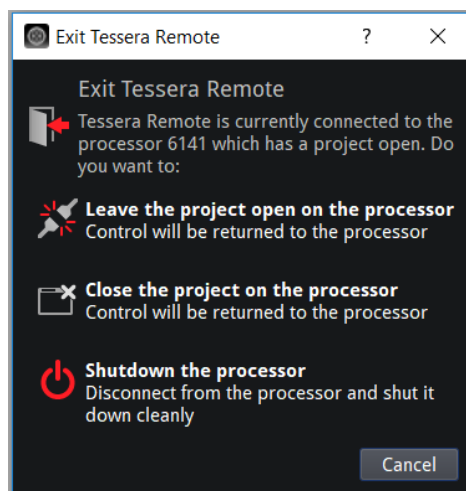 Exit Tessera Remote ?
Exit Tessera Remote
Tessera Remote is currently connected to the
processor 6141 which has a project open. Do
you want to:
Leave the project open on the processor
Control will be returned to the processor
Close the project on the processor
Control will be returned to the processor
Shutdown the processor
Disconnect from the processor and shut it
down cleanly
Cancel